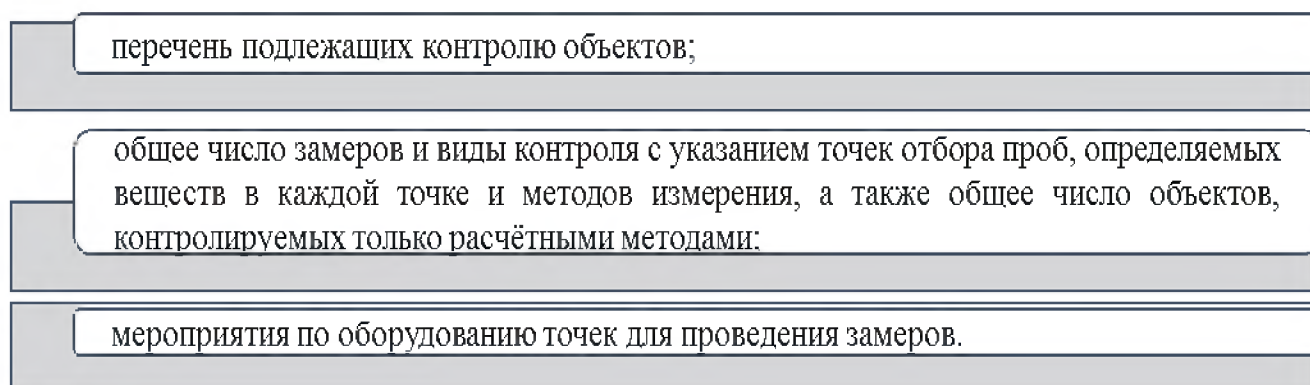 перечень подлежащих контролю объектов;
общее число замеров и виды контроля с указанием точек отбора проб, определяемых
веществ в каждой точке и методов измерения, а также общее число объектов,
контролируемых только расчётными методами;
мероприятия по оборудованию точек для проведения замеров.